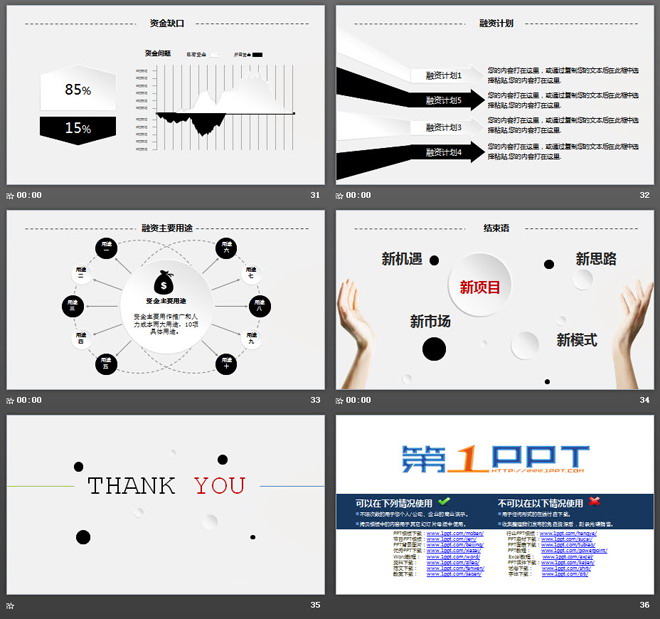 资金缺口
资金问题
85%
15%
00:00
31
融资计划
融资计划1
您的内容打在这里，或通过复制您的文本后在此框中选
择粘贴.您的内容打在这里.
融资计划5
您的内容打在这里，或通过复制您的文本后在此框中选
择粘贴.您的内容打在这里.
融资计划3
您的内容打在这里，或通过复制您的文本后在此框中选
择粘贴.您的内容打在这里.
融资计划4
您的内容打在这里，或通过复制您的文本后在此框中选
择粘贴.您的内容打在这里.
00:00
32
融资主要用途
用途
一
用途
二
用途
三
用途
四
用途
五
用途
六
用途
七
用途
八
用途
九
用途
十
$
资金主要用途
资金主要用作推广和人
力成本两大用途，10项
具体用途。
00:00
33
结束语
新机遇
新思路
新项目
新市场
新模式
00:00
34
THANK YOU
35
第1PPT
HTTP://WWW.1PPT.COM
可以在下列情况使用
不可以在以下情况使用
PPT模板下载：www.1ppt.com/moban/
行业PPT模板：www.1ppt.com/hangye/
节日PPT模板：www.1ppt.com/jieri/
PPT素材下载：www.1ppt.com/sucai/
PPT背景图片：www.1ppt.com/beijing/
PPT图表下载：www.1ppt.com/tubiao/
优秀PPT下载：www.1ppt.com/xiazai/
PPT教程：www.1ppt.com/powerpoint/
Word教程：www.1ppt.com/word/
Excel教程：www.1ppt.com/excel/
资料下载：www.1ppt.com/ziliao/
PPT课件下载：www.1ppt.com/kejian/
范文下载：www.1ppt.com/fanwen/
试卷下载：www.1ppt.com/shiti/
教案下载：www.1ppt.com/jiaoan/
字体下载：www.1ppt.com/ziti/
36